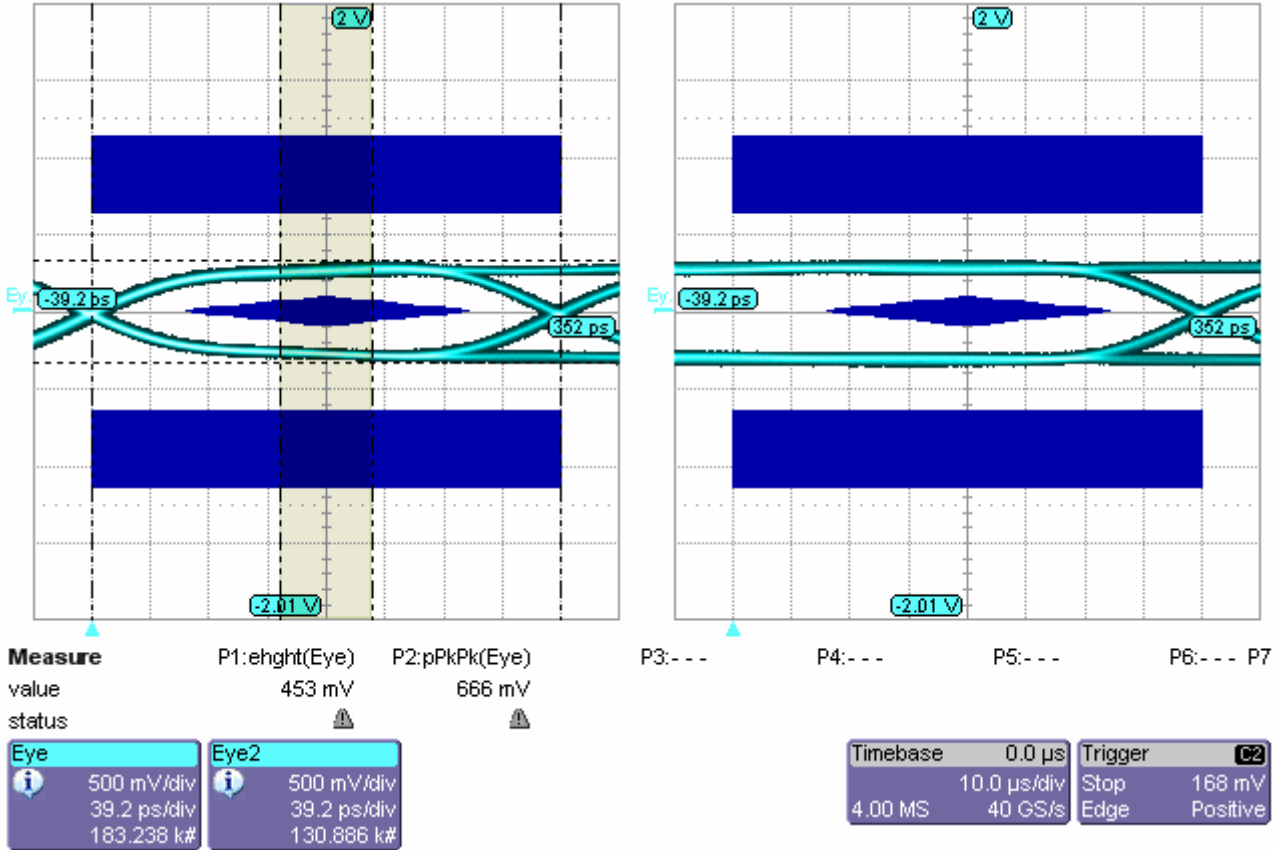 2 V
2 V
Ey.
-39.2 ps
352 ps
Ey.
-39.2 ps
352 ps
-2.01 V
-2.01 V
Measure P1:ehght(Eye) P2:pPkPk(Eye) P3:- - - P4:- - - P5:- - - P6:- - - P7
value 453 mV 666 mV
status
Eye
500 mV/div
39.2 ps/div
183.238 k#
Eye2
500 mV/div
39.2 ps/div
130.886 k#
Timebase 0.0 µs
10.0 µs/div
4.00 MS 40 GS/s
Trigger C2
Stop 168 mV
Edge Positive